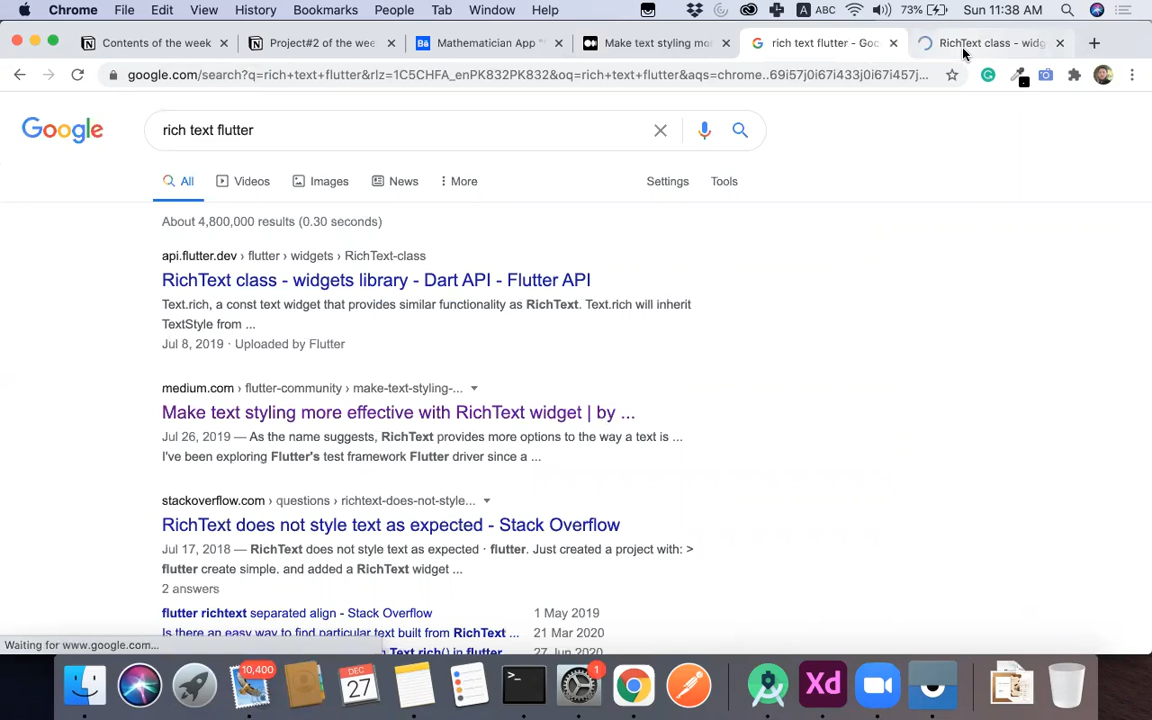 Chrome File Edit View History Bookmarks People Tab Window Help A ABC 73% Sun 11:38 AM
Contents of the week Project#2 of the wee Bē Mathematician App " Make text styling mo rich text flutter - Goo RichText class - widg
google.com/search?q=rich+text+flutter&rlz=1C5CHFA_enPK832PK832&oq=rich+text+flutter&aqs=chrome..69i57j0i67i433j0i67i457j...
Google rich text flutter
All Videos Images News More Settings Tools
About 4,800,000 results (0.30 seconds)
api.flutter.dev › flutter › widgets › RichText-class
RichText class - widgets library - Dart API - Flutter API
Text.rich, a const text widget that provides similar functionality as RichText. Text.rich will inherit
TextStyle from ...
Jul 8, 2019 · Uploaded by Flutter
medium.com › flutter-community › make-text-styling-...
Make text styling more effective with RichText widget | by ...
Jul 26, 2019 — As the name suggests, RichText provides more options to the way a text is ...
I've been exploring Flutter's test framework Flutter driver since a ...
stackoverflow.com › questions › richtext-does-not-style...
RichText does not style text as expected - Stack Overflow
Jul 17, 2018 — RichText does not style text as expected · flutter. Just created a project with: >
flutter create simple. and added a RichText widget ...
2 answers
flutter richtext separated align - Stack Overflow 1 May 2019
Is there an easy way to find particular text built from RichText ... 21 Mar 2020
Text rich() in flutter 27 Jun 2020
Waiting for www.google.com...
10,400
DEC
27
1
Xd